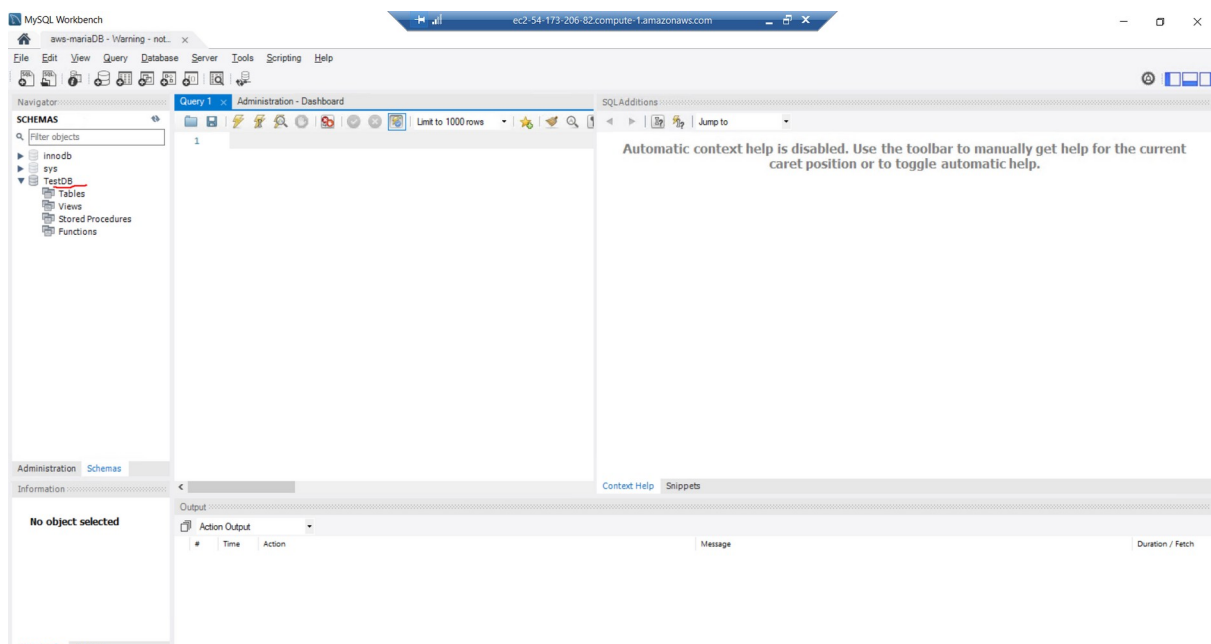 MySQL Workbench
ec2-54-173-206-82.compute-1.amazonaws.com
aws-mariaDB - Warning - not...
File Edit View Query Database Server Tools Scripting Help
Navigator
Query 1
Administration - Dashboard
SQLAdditions
SCHEMAS
Limit to 1000 rows
Jump to
Filter objects
1
innodb
sys
TestDB
Tables
Views
Stored Procedures
Functions
Automatic context help is disabled. Use the toolbar to manually get help for the current
caret position or to toggle automatic help.
Administration Schemas
Information
Context Help Snippets
Output
No object selected
Action Output
# Time Action Message Duration / Fetch